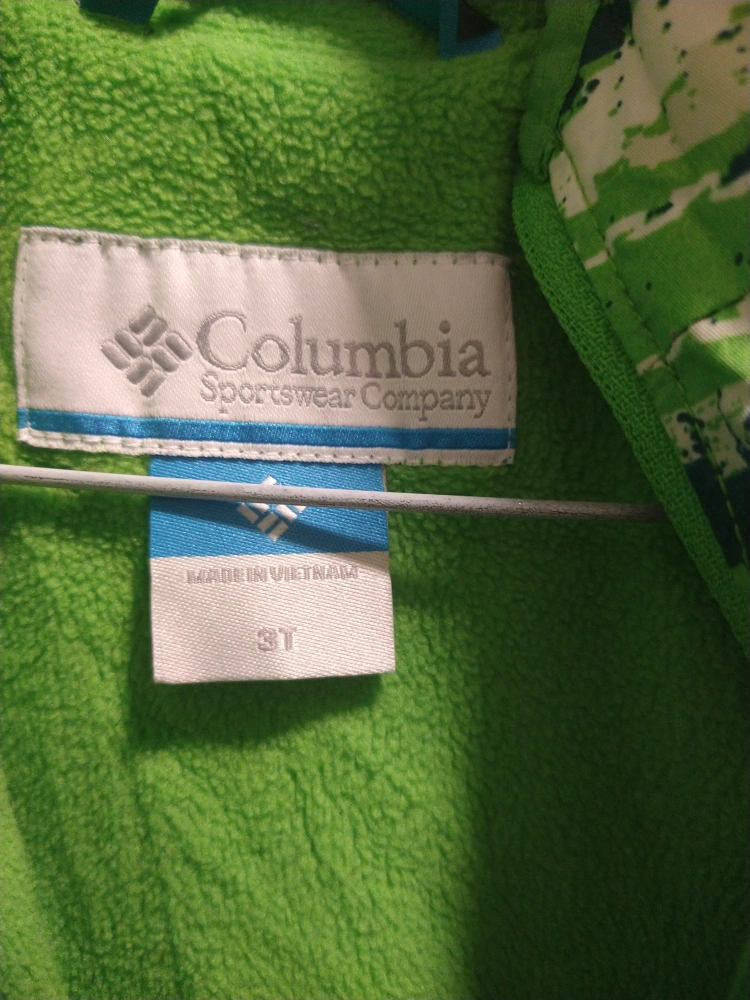 Columbia
Sportswear Company
MADE IN VIETNAM
3T